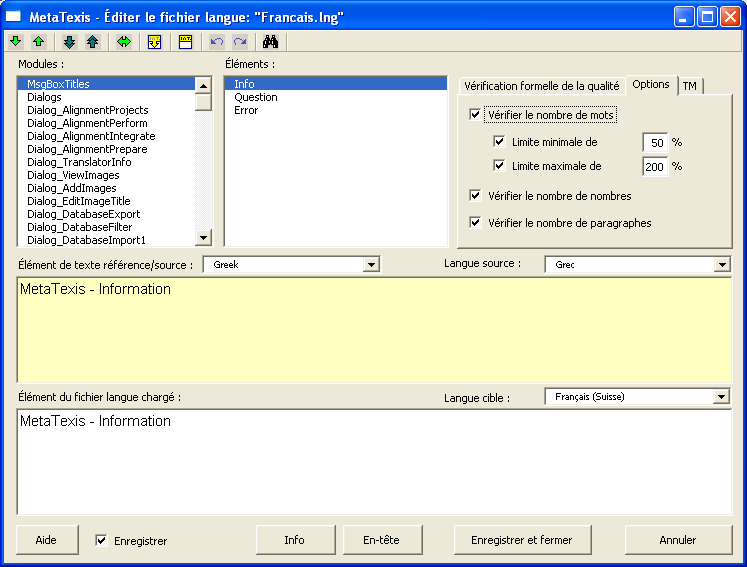 MetaTexis - Éditer le fichier langue: "Francais.lng"
Modules :
MsgBoxTitles
Dialogs
Dialog_AlignmentProjects
Dialog_AlignmentPerform
Dialog_AlignmentIntegrate
Dialog_AlignmentPrepare
Dialog_TranslatorInfo
Dialog_ViewImages
Dialog_AddImages
Dialog_EditImageTitle
Dialog_DatabaseExport
Dialog_DatabaseFilter
Dialog_DatabaseImport1
Éléments :
Info
Question
Error
Vérification formelle de la qualité Options TM
Vérifier le nombre de mots
Limite minimale de 50 %
Limite maximale de 200 %
Vérifier le nombre de nombres
Vérifier le nombre de paragraphes
Élément de texte référence/source : Greek Langue source : Grec
MetaTexis - Information
Élément du fichier langue chargé : Langue cible : Français (Suisse)
MetaTexis - Information
Aide Enregistrer Info En-tête Enregistrer et fermer Annuler